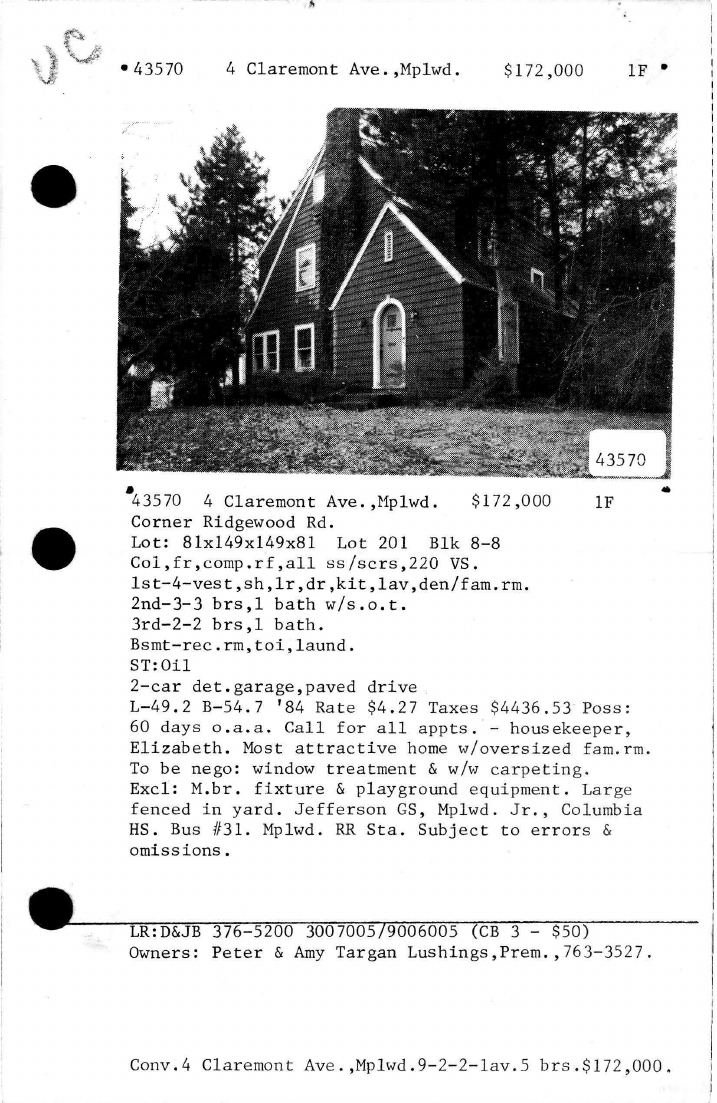 UC
43570 4 Claremont Ave.,Mplwd. $172,000 1F
43570
43570 4 Claremont Ave.,Mplwd. $172,000 1F
Corner Ridgewood Rd.
Lot: 81x149x149x81 Lot 201 Blk 8-8
Col,fr,comp.rf,all ss/scrs,220 VS.
1st-4-vest,sh,lr,dr,kit,lav,den/fam.rm.
2nd-3-3 brs,1 bath w/s.o.t.
3rd-2-2 brs,1 bath.
Bsmt-rec.rm,toi,laund.
ST:Oil
2-car det.garage,paved drive
L-49.2 B-54.7 '84 Rate $4.27 Taxes $4436.53 Poss:
60 days o.a.a. Call for all appts. - housekeeper,
Elizabeth. Most attractive home w/oversized fam.rm.
To be nego: window treatment & w/w carpeting.
Excl: M.br. fixture & playground equipment. Large
fenced in yard. Jefferson GS, Mplwd. Jr., Columbia
HS. Bus #31. Mplwd. RR Sta. Subject to errors &
omissions.
LR:D&JB 376-5200 3007005/9006005 (CB 3 - $50)
Owners: Peter & Amy Targan Lushings,Prem.,763-3527.
Conv.4 Claremont Ave.,Mplwd.9-2-2-lav.5 brs.$172,000.